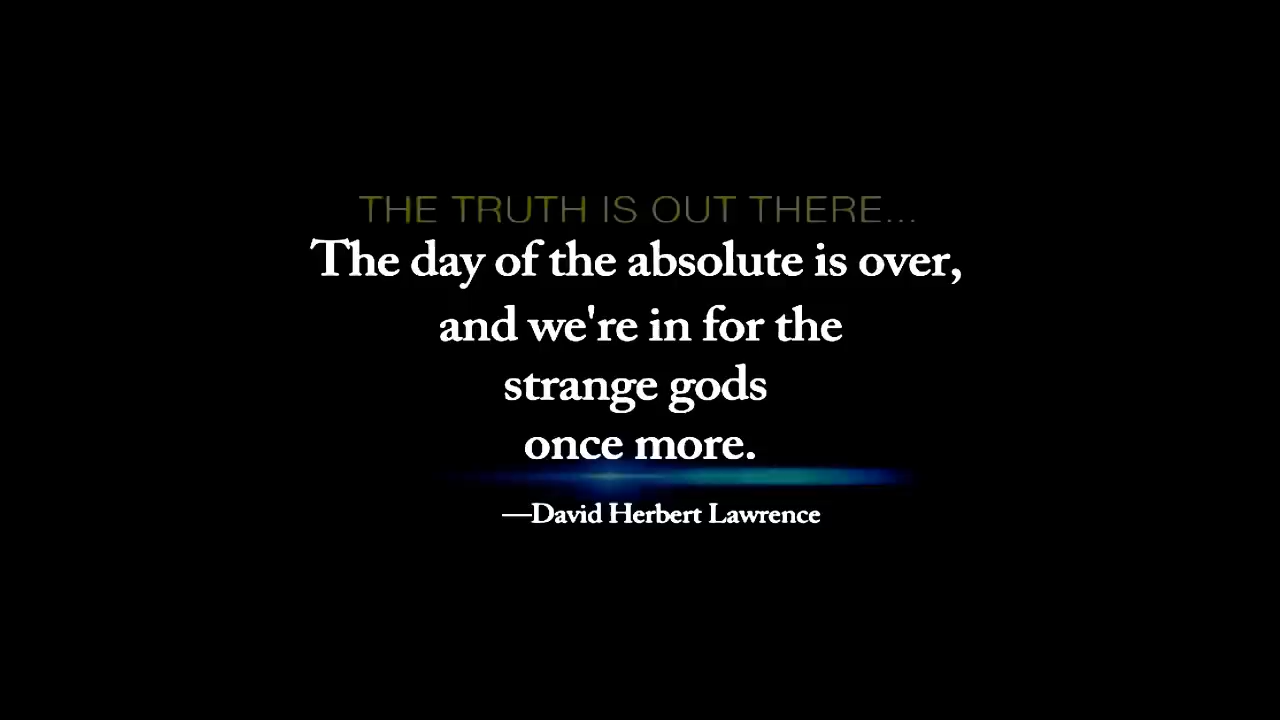 THE TRUTH IS OUT THERE...
The day of the absolute is over,
and we're in for the
strange gods
once more.
—David Herbert Lawrence